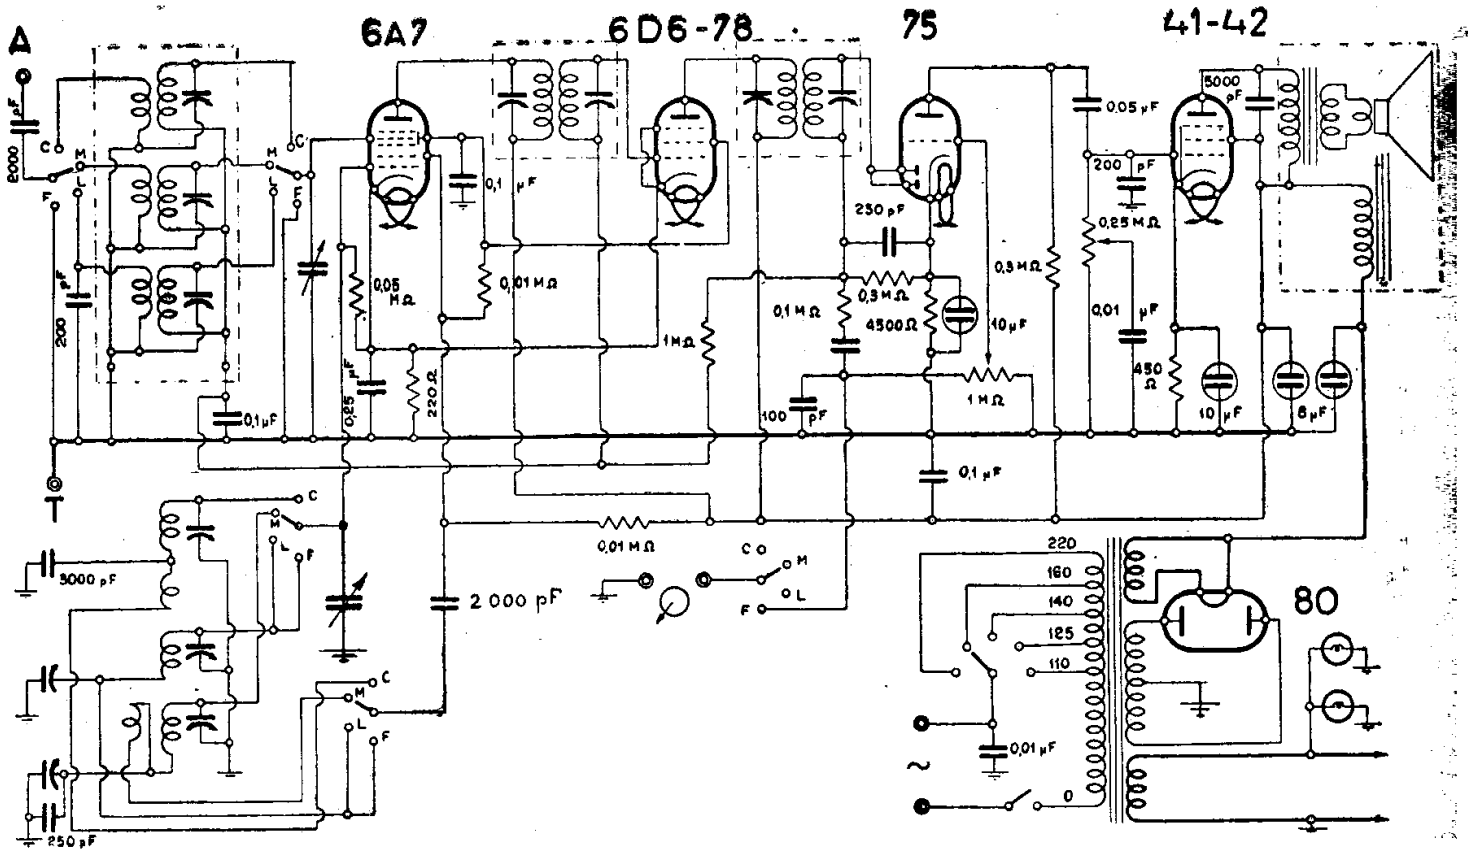 A
6A7
6D6-78
75
41-42
2000 pF
C
M
L
F
C
M
L
F
200 pF
0,1 µF
0,1 µF
0,05 MΩ
0,01 MΩ
0,25 µF
220 Ω
1 MΩ
250 pF
0,1 MΩ
0,3 MΩ
4500 Ω
10 µF
100 pF
1 MΩ
0,3 MΩ
0,05 µF
200 pF
0,25 MΩ
0,01 µF
5000 pF
450 Ω
10 µF
8 µF
T
C
M
L
F
3000 pF
250 pF
2000 pF
C
M
L
F
0,01 MΩ
0,1 µF
C
M
L
F
220
160
140
125
110
0
0,01 µF
~
80